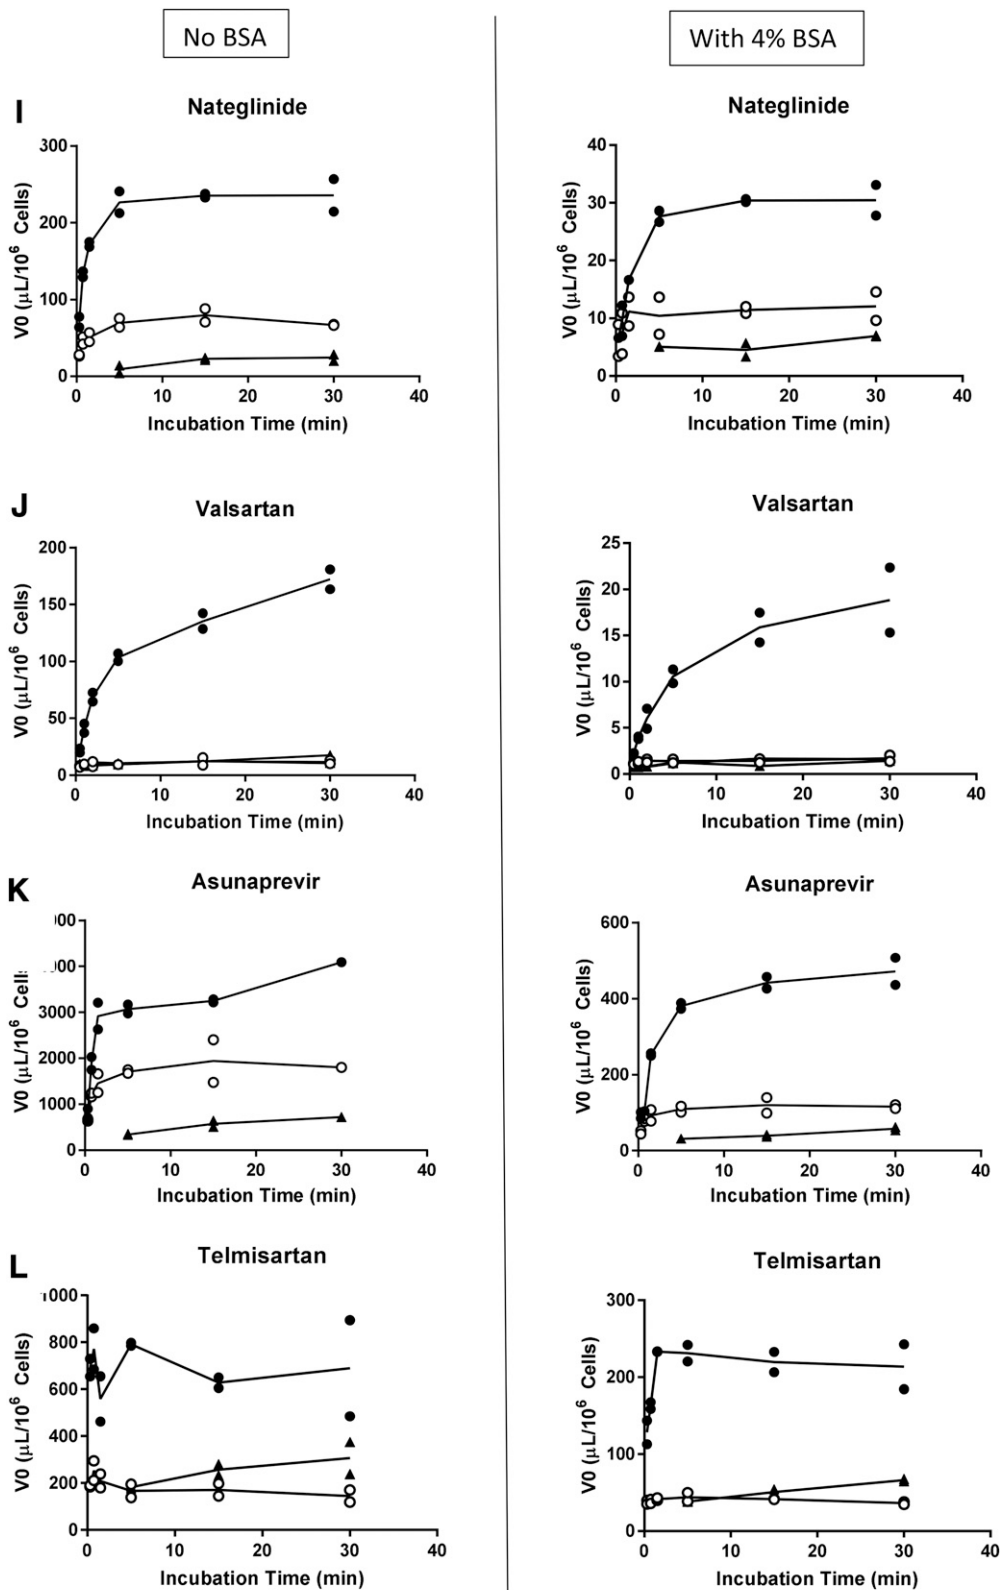 No BSA
With 4% BSA
I
Nateglinide
V0 (µL/10⁶ Cells)
300
200
100
0
0 10 20 30 40
Incubation Time (min)
Nateglinide
V0 (µL/10⁶ Cells)
40
30
20
10
0
0 10 20 30 40
Incubation Time (min)
J
Valsartan
V0 (µL/10⁶ Cells)
200
150
100
50
0
0 10 20 30 40
Incubation Time (min)
Valsartan
V0 (µL/10⁶ Cells)
25
20
15
10
5
0
0 10 20 30 40
Incubation Time (min)
K
Asunaprevir
V0 (µL/10⁶ Cells)
3000
2000
1000
0
0 10 20 30 40
Incubation Time (min)
Asunaprevir
V0 (µL/10⁶ Cells)
600
400
200
0
0 10 20 30 40
Incubation Time (min)
L
Telmisartan
V0 (µL/10⁶ Cells)
1000
800
600
400
200
0
0 10 20 30 40
Incubation Time (min)
Telmisartan
V0 (µL/10⁶ Cells)
300
200
100
0
0 10 20 30 40
Incubation Time (min)